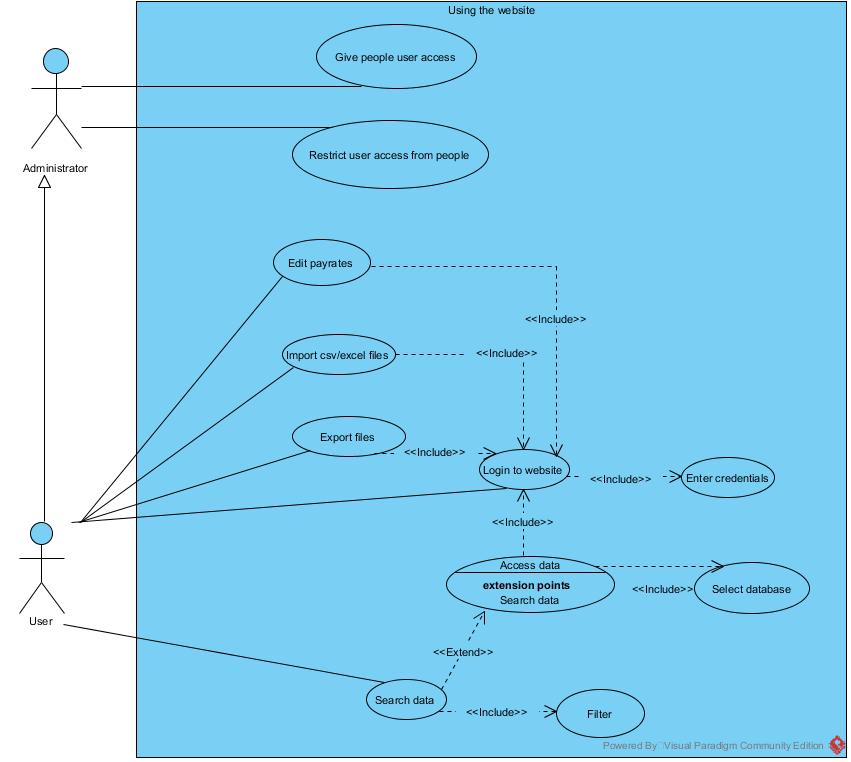 Using the website
Give people user access
Restrict user access from people
Administrator
Edit payrates
<<Include>>
Import csv/excel files
<<Include>>
Export files
<<Include>>
Login to website
<<Include>>
Enter credentials
<<Include>>
User
Access data
extension points
Search data
<<Include>>
Select database
<<Extend>>
Search data
<<Include>>
Filter
Powered By Visual Paradigm Community Edition